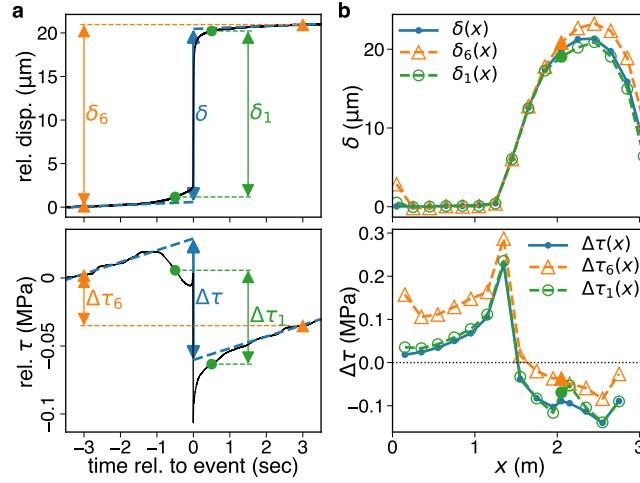 a
rel. disp. (μm)
20
15
10
5
0
δ₆
δ
δ₁
rel. τ (MPa)
0
−0.05
−0.1
Δτ₆
Δτ
Δτ₁
−3 −2 −1 0 1 2 3
time rel. to event (sec)
b
δ (μm)
20
10
0
δ(x)
δ₆(x)
δ₁(x)
Δτ (MPa)
0.3
0.2
0.1
0.0
−0.1
Δτ(x)
Δτ₆(x)
Δτ₁(x)
0 1 2 3
x (m)